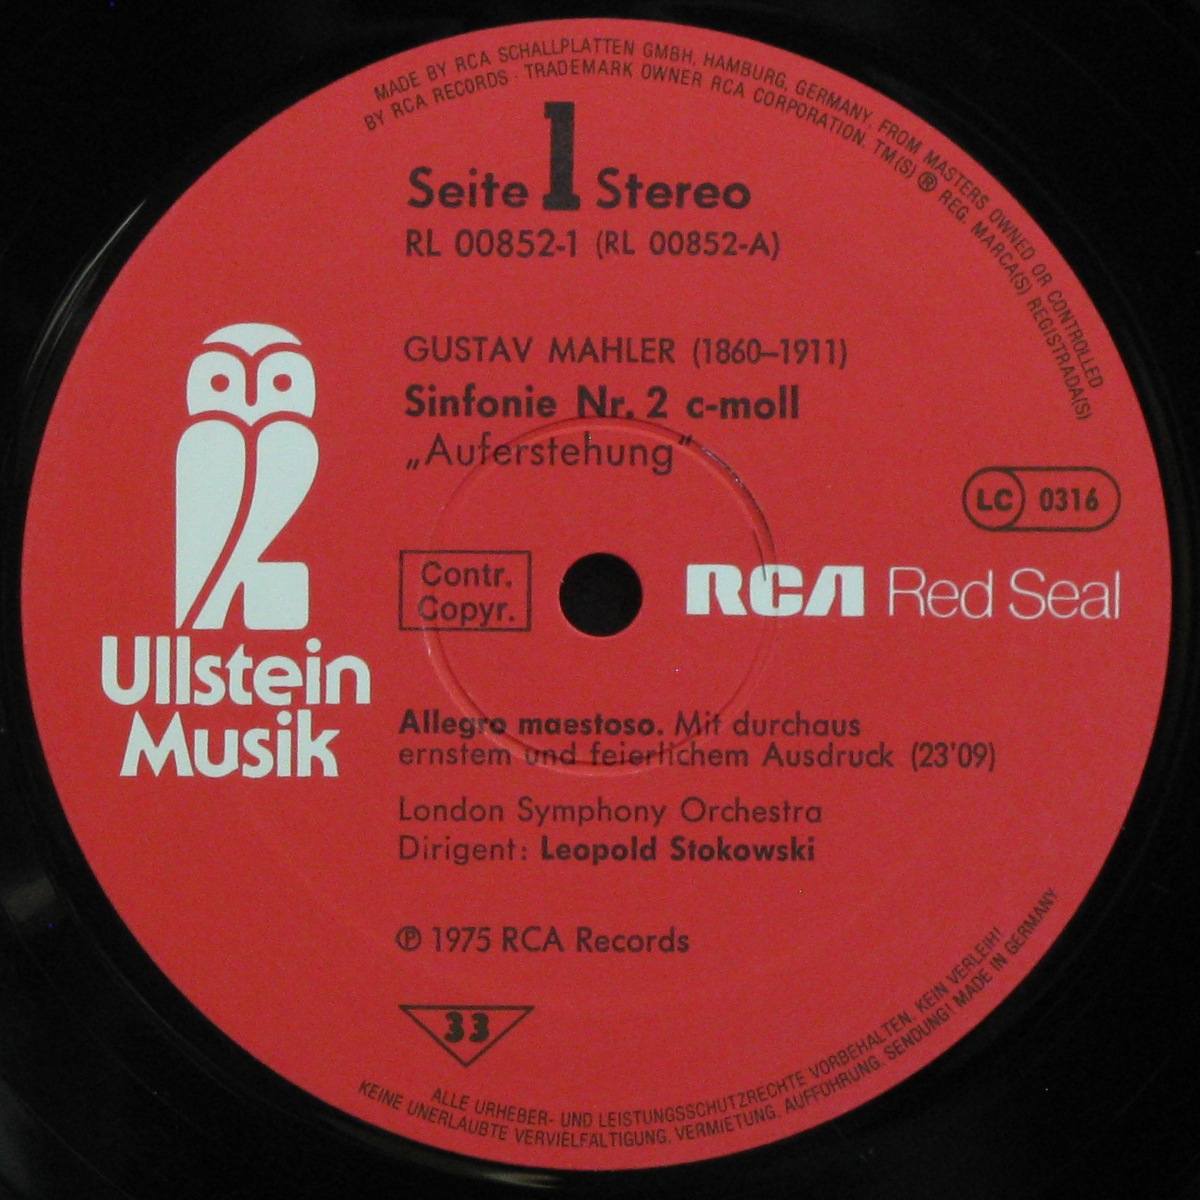 MADE BY RCA SCHALLPLATTEN GMBH, HAMBURG, GERMANY, FROM MASTERS OWNED OR CONTROLLED
BY RCA RECORDS · TRADEMARK OWNER RCA CORPORATION. TM(S) ® REG. MARCA(S) REGISTRADA(S)
Seite 1 Stereo
RL 00852-1 (RL 00852-A)
GUSTAV MAHLER (1860–1911)
Sinfonie Nr. 2 c-moll
„Auferstehung“
LC 0316
Contr.
Copyr.
RCA Red Seal
Ullstein
Musik
Allegro maestoso. Mit durchaus
ernstem und feierlichem Ausdruck (23'09)
London Symphony Orchestra
Dirigent: Leopold Stokowski
℗ 1975 RCA Records
33
ALLE URHEBER- UND LEISTUNGSSCHUTZRECHTE VORBEHALTEN. KEIN VERLEIH!
KEINE UNERLAUBTE VERVIELFÄLTIGUNG, VERMIETUNG, AUFFÜHRUNG, SENDUNG! MADE IN GERMANY